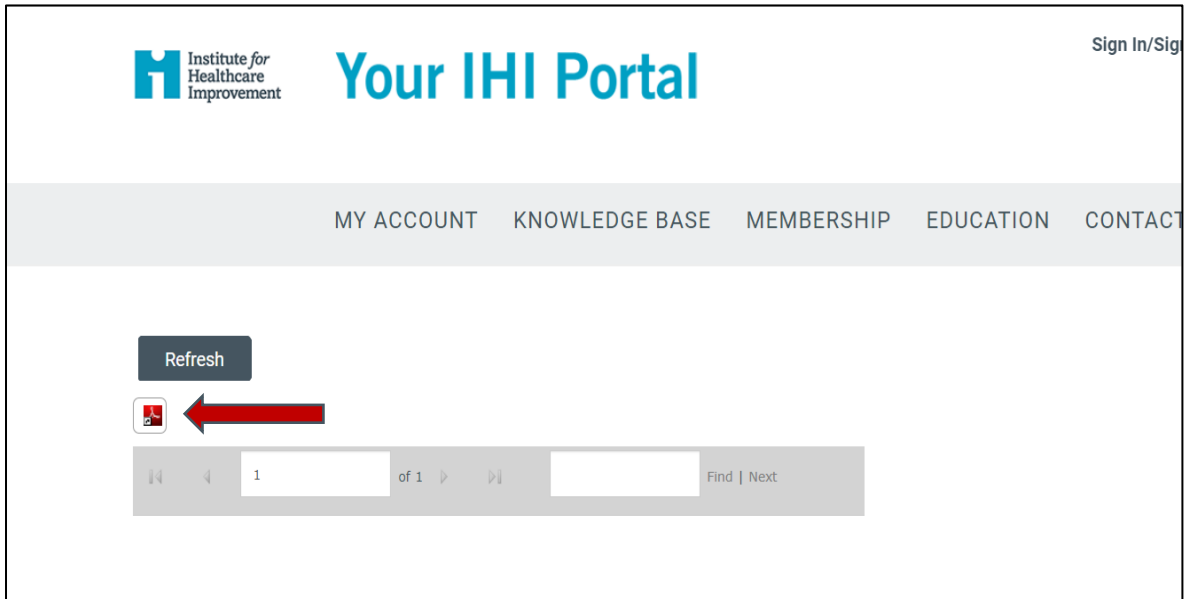 Institute for
Healthcare
Improvement
Your IHI Portal
Sign In/Sig
MY ACCOUNT KNOWLEDGE BASE MEMBERSHIP EDUCATION CONTACT
Refresh
1 of 1 Find | Next